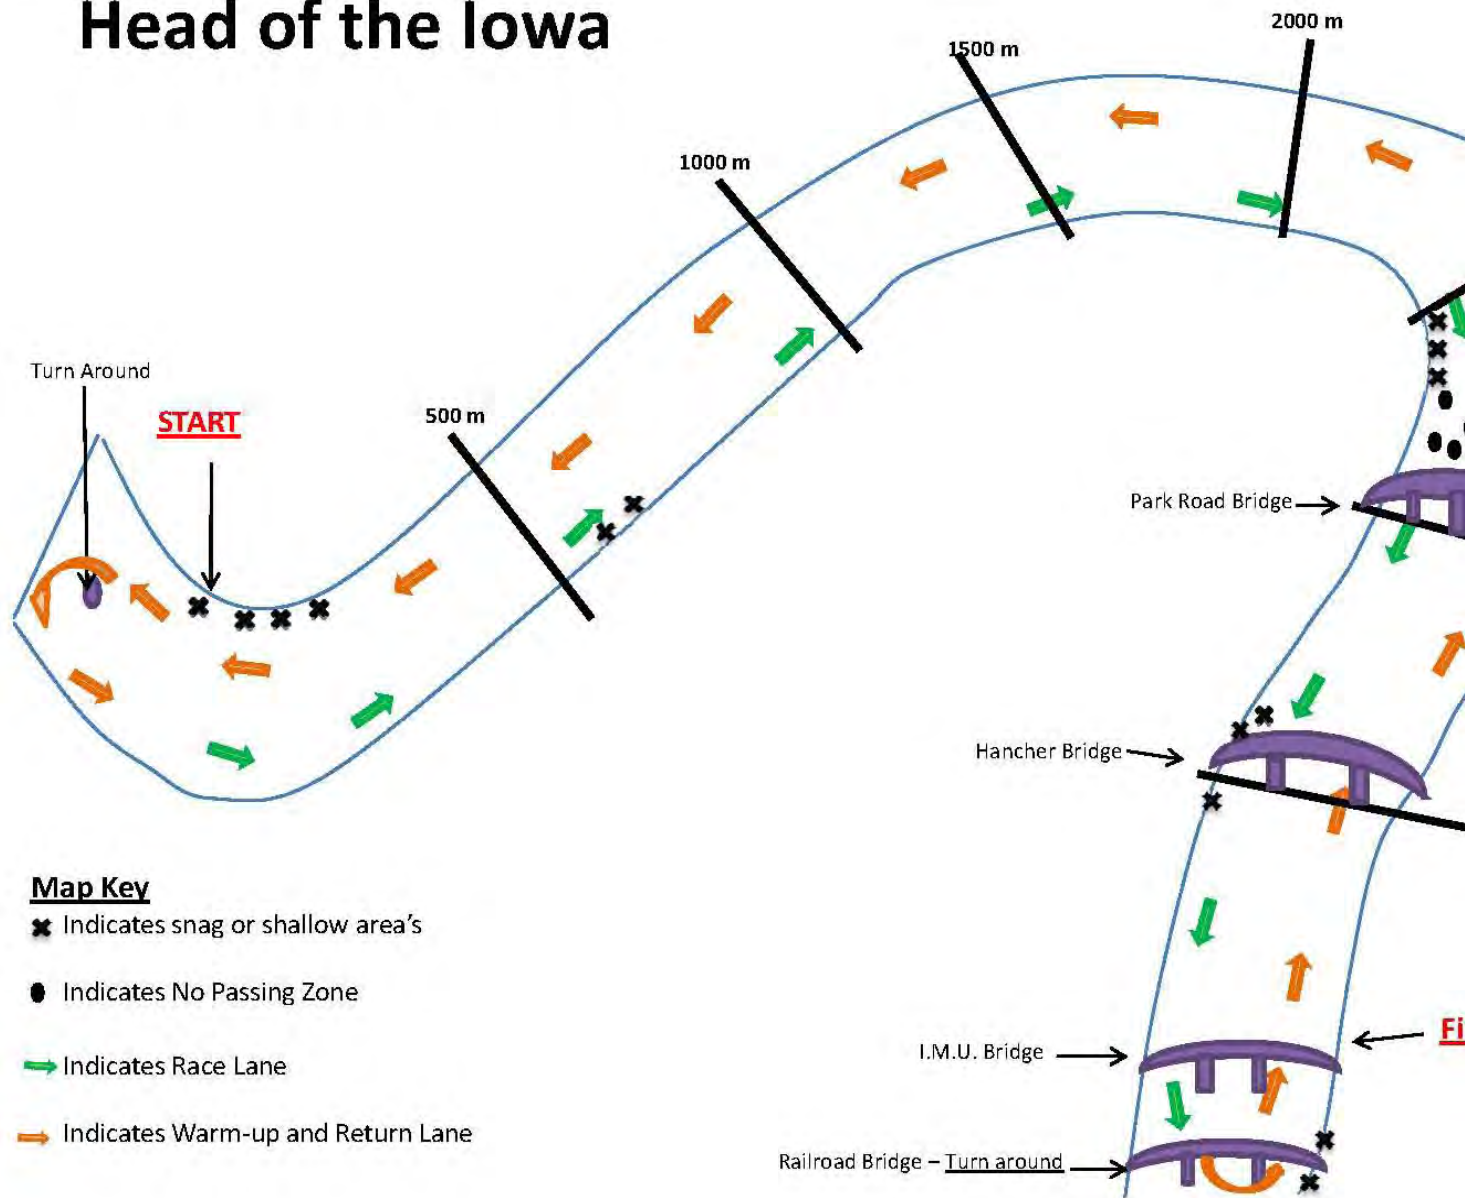 Head of the Iowa
2000 m
1500 m
1000 m
Turn Around
START
500 m
Park Road Bridge
Hancher Bridge
Map Key
Indicates snag or shallow area's
Indicates No Passing Zone
Indicates Race Lane
Indicates Warm-up and Return Lane
I.M.U. Bridge
Fi
Railroad Bridge – Turn around